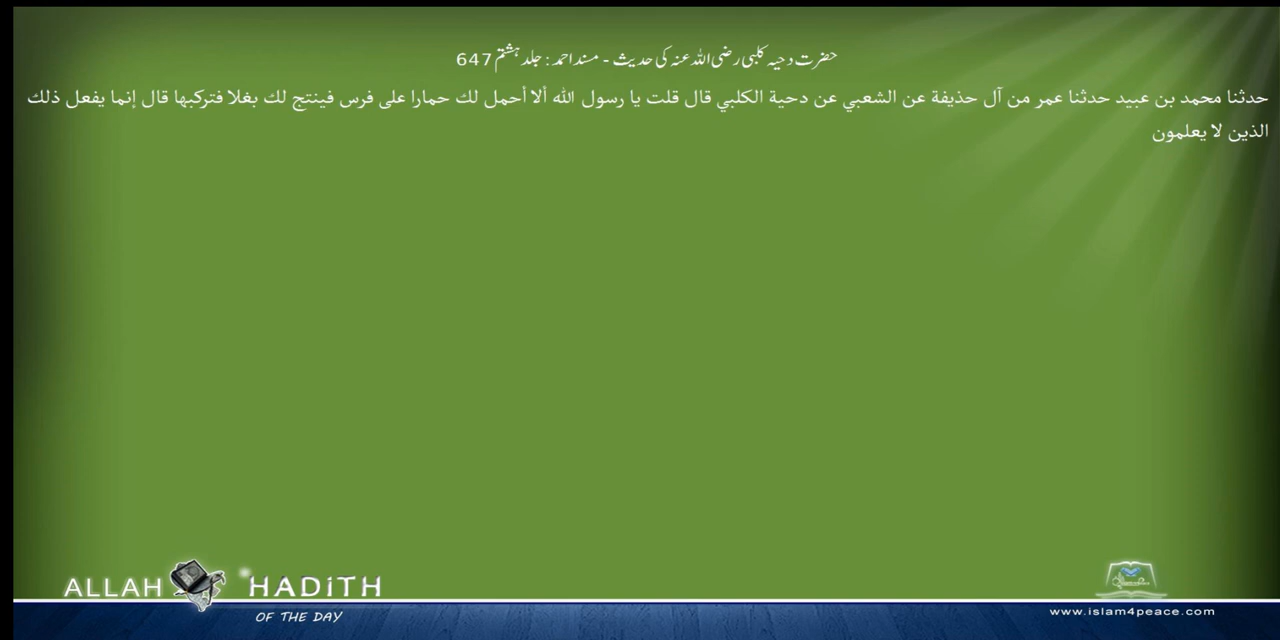 حضرت دحیہ کلبی رضی اللہ عنہ کی حدیث - مسند احمد : جلد ہشتم 647
حدثنا محمد بن عبيد حدثنا عمر من آل حذيفة عن الشعبي عن دحية الكلبي قال قلت يا رسول الله ألا أحمل لك حمارا على فرس فينتج لك بغلا فتركبها قال إنما يفعل ذلك
الذين لا يعلمون
ALLAH HADITH
OF THE DAY
www.islam4peace.com